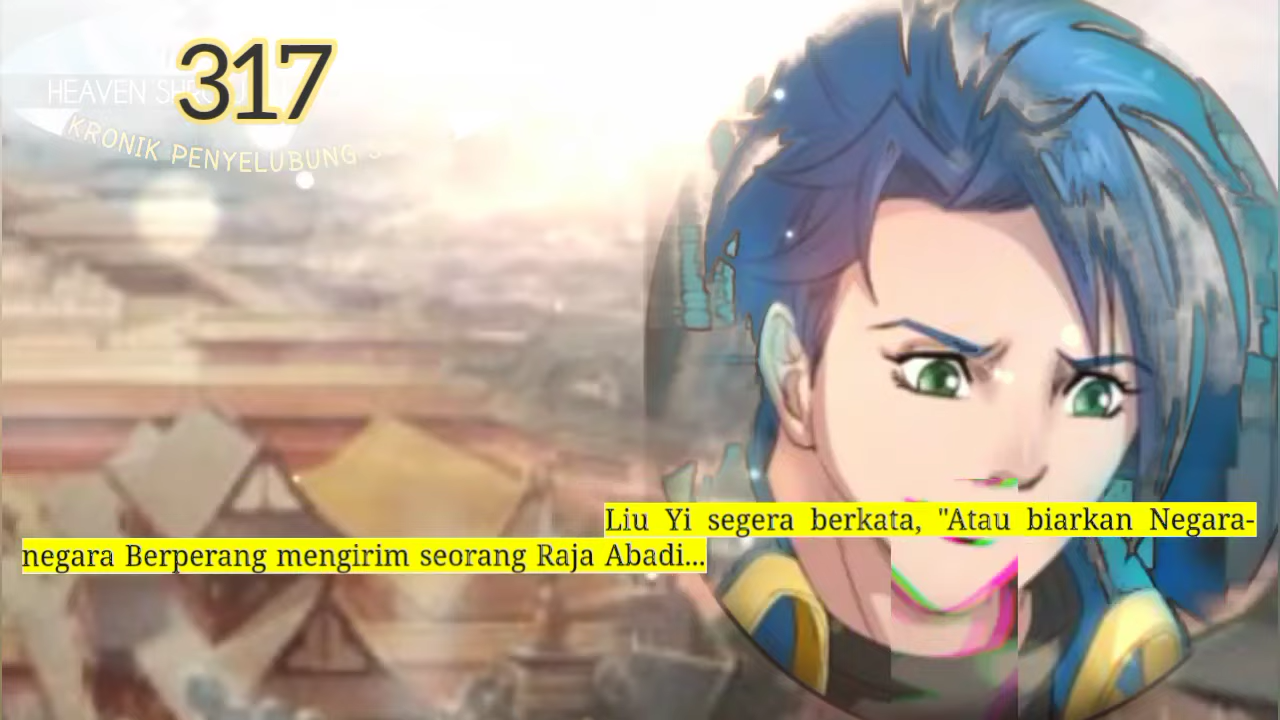 317
HEAVEN
KRONIK PENYELUBUNG
Liu Yi segera berkata, "Atau biarkan Negara-
negara Berperang mengirim seorang Raja Abadi...